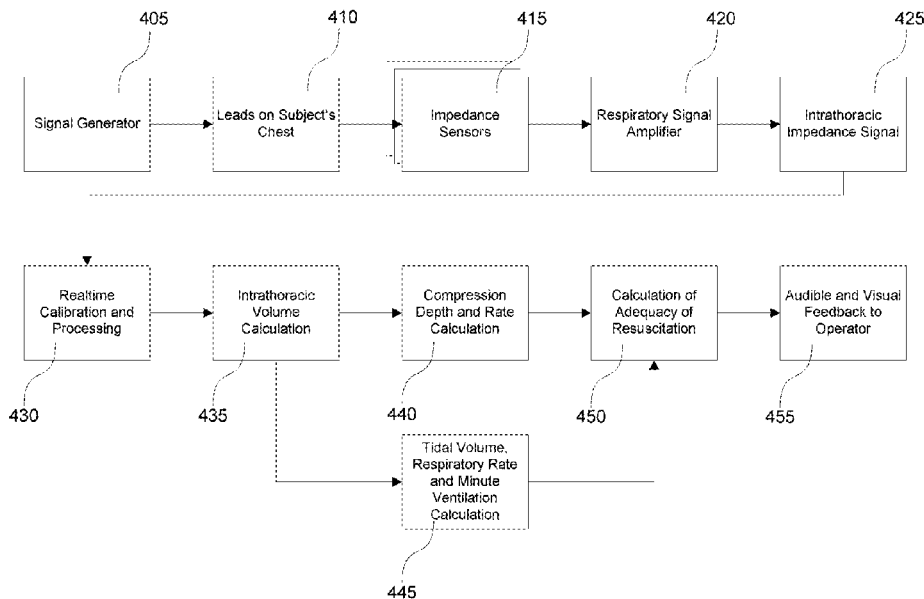 405
410
415
420
425
Signal Generator
Leads on Subject's
Chest
Impedance
Sensors
Respiratory Signal
Amplifier
Intrathoracic
Impedance Signal
Realtime
Calibration and
Processing
Intrathoracic
Volume
Calculation
Compression
Depth and Rate
Calculation
Calculation of
Adequacy of
Resuscitation
Audible and Visual
Feedback to
Operator
430
435
440
450
455
Tidal Volume,
Respiratory Rate
and Minute
Ventilation
Calculation
445